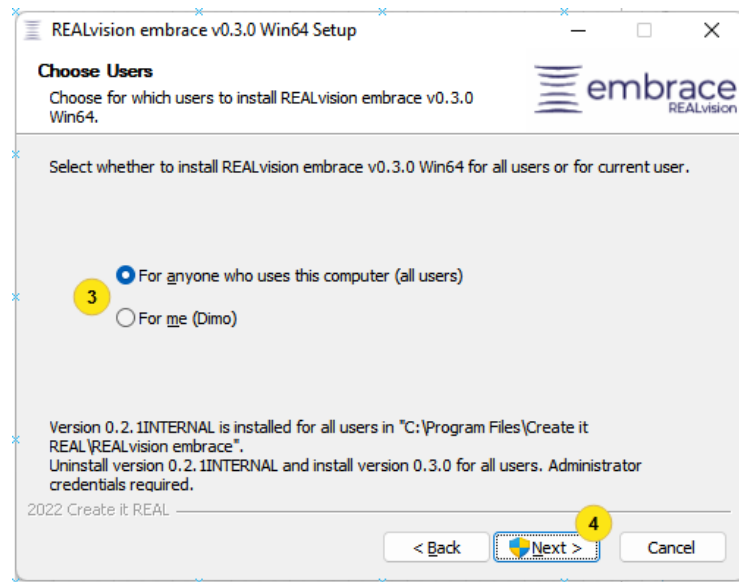 REALvision embrace v0.3.0 Win64 Setup
Choose Users
Choose for which users to install REALvision embrace v0.3.0
Win64.
embrace
REALvision
Select whether to install REALvision embrace v0.3.0 Win64 for all users or for current user.
For anyone who uses this computer (all users)
3
For me (Dimo)
Version 0.2.1INTERNAL is installed for all users in "C:\Program Files\Create it
REAL\REALvision embrace".
Uninstall version 0.2.1INTERNAL and install version 0.3.0 for all users. Administrator
credentials required.
2022 Create it REAL
4
< Back
Next >
Cancel